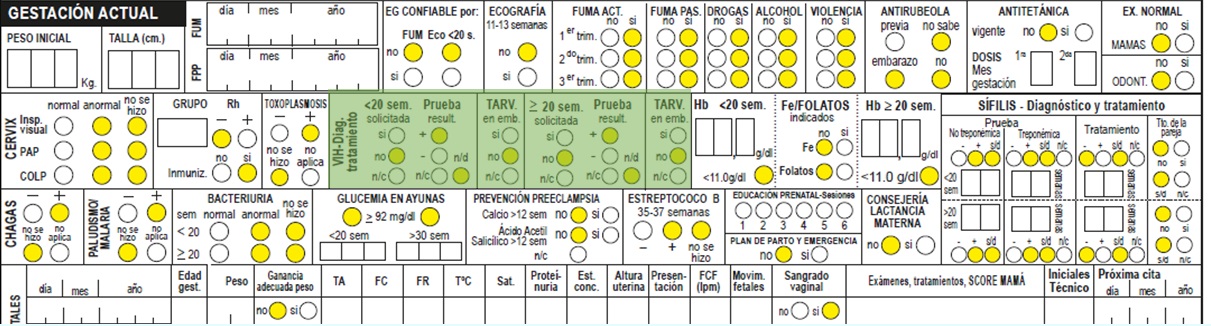 GESTACIÓN ACTUAL
PESO INICIAL TALLA (cm.)
Kg.
FUM día mes año
FPP día mes año
EG CONFIABLE por:
FUM Eco <20 s.
no
si
ECOGRAFÍA
11-13 semanas
no
si
FUMA ACT.
no si
1er trim.
2do trim.
3er trim.
FUMA PAS.
no si
DROGAS
no si
ALCOHOL
no si
VIOLENCIA
no si
ANTIRUBEOLA
previa no sabe
embarazo no
ANTITETÁNICA
vigente no si
DOSIS 1ra 2da
Mes
gestación
EX. NORMAL
no si
MAMAS
no si
ODONT.
CERVIX
normal anormal no se hizo
Insp. visual
PAP
COLP
GRUPO Rh
- +
no si
Inmuniz.
TOXOPLASMOSIS
- +
no se hizo no aplica
VIH-Diag. tratamiento
<20 sem. solicitada
si
no
n/c
Prueba result.
+
- n/d
n/c
TARV. en emb.
si
no
n/c
≥ 20 sem. solicitada
si
no
n/c
Prueba result.
+
- n/d
n/c
TARV. en emb.
si
no
n/c
Hb <20 sem.
g/dl
<11.0g/dl
Fe/FOLATOS
indicados
no si
Fe
Folatos
Hb ≥ 20 sem.
g/dl
<11.0 g/dl
SÍFILIS - Diagnóstico y tratamiento
Prueba
No treponémica Treponémica Tratamiento Tto. de la pareja
- + s/d - + s/d n/c - + s/d n/c no si
<20 sem
s/d n/c
>20 sem
- + s/d - + s/d n/c - + s/d n/c
no si
s/d n/c
CHAGAS
- +
no se hizo no aplica
PALUDISMO/ MALARIA
- +
no se hizo no aplica
BACTERIURIA
sem normal anormal no se hizo
< 20
≥ 20
GLUCEMIA EN AYUNAS
≥ 92 mg/dl
<20 sem >30 sem
PREVENCIÓN PREECLAMPSIA
Calcio >12 sem no si
Ácido Acetil
Salicilico >12 sem no si
n/c
ESTREPTOCOCO B
35-37 semanas
- + no se hizo
EDUCACIÓN PRENATAL-Sesiones
1 2 3 4 5 6
PLAN DE PARTO Y EMERGENCIA
no si
CONSEJERÍA
LACTANCIA
MATERNA
no si
TALES
día mes año
Edad gest.
Peso
Ganancia adecuada peso
no si
TA
FC
FR
TºC
Sat.
Protei-nuria
Est. conc.
Altura uterina
Presen-tación
FCF (lpm)
Movim. fetales
Sangrado vaginal
no si
Exámenes, tratamientos, SCORE MAMÁ
Iniciales Técnico
Próxima cita
día mes año